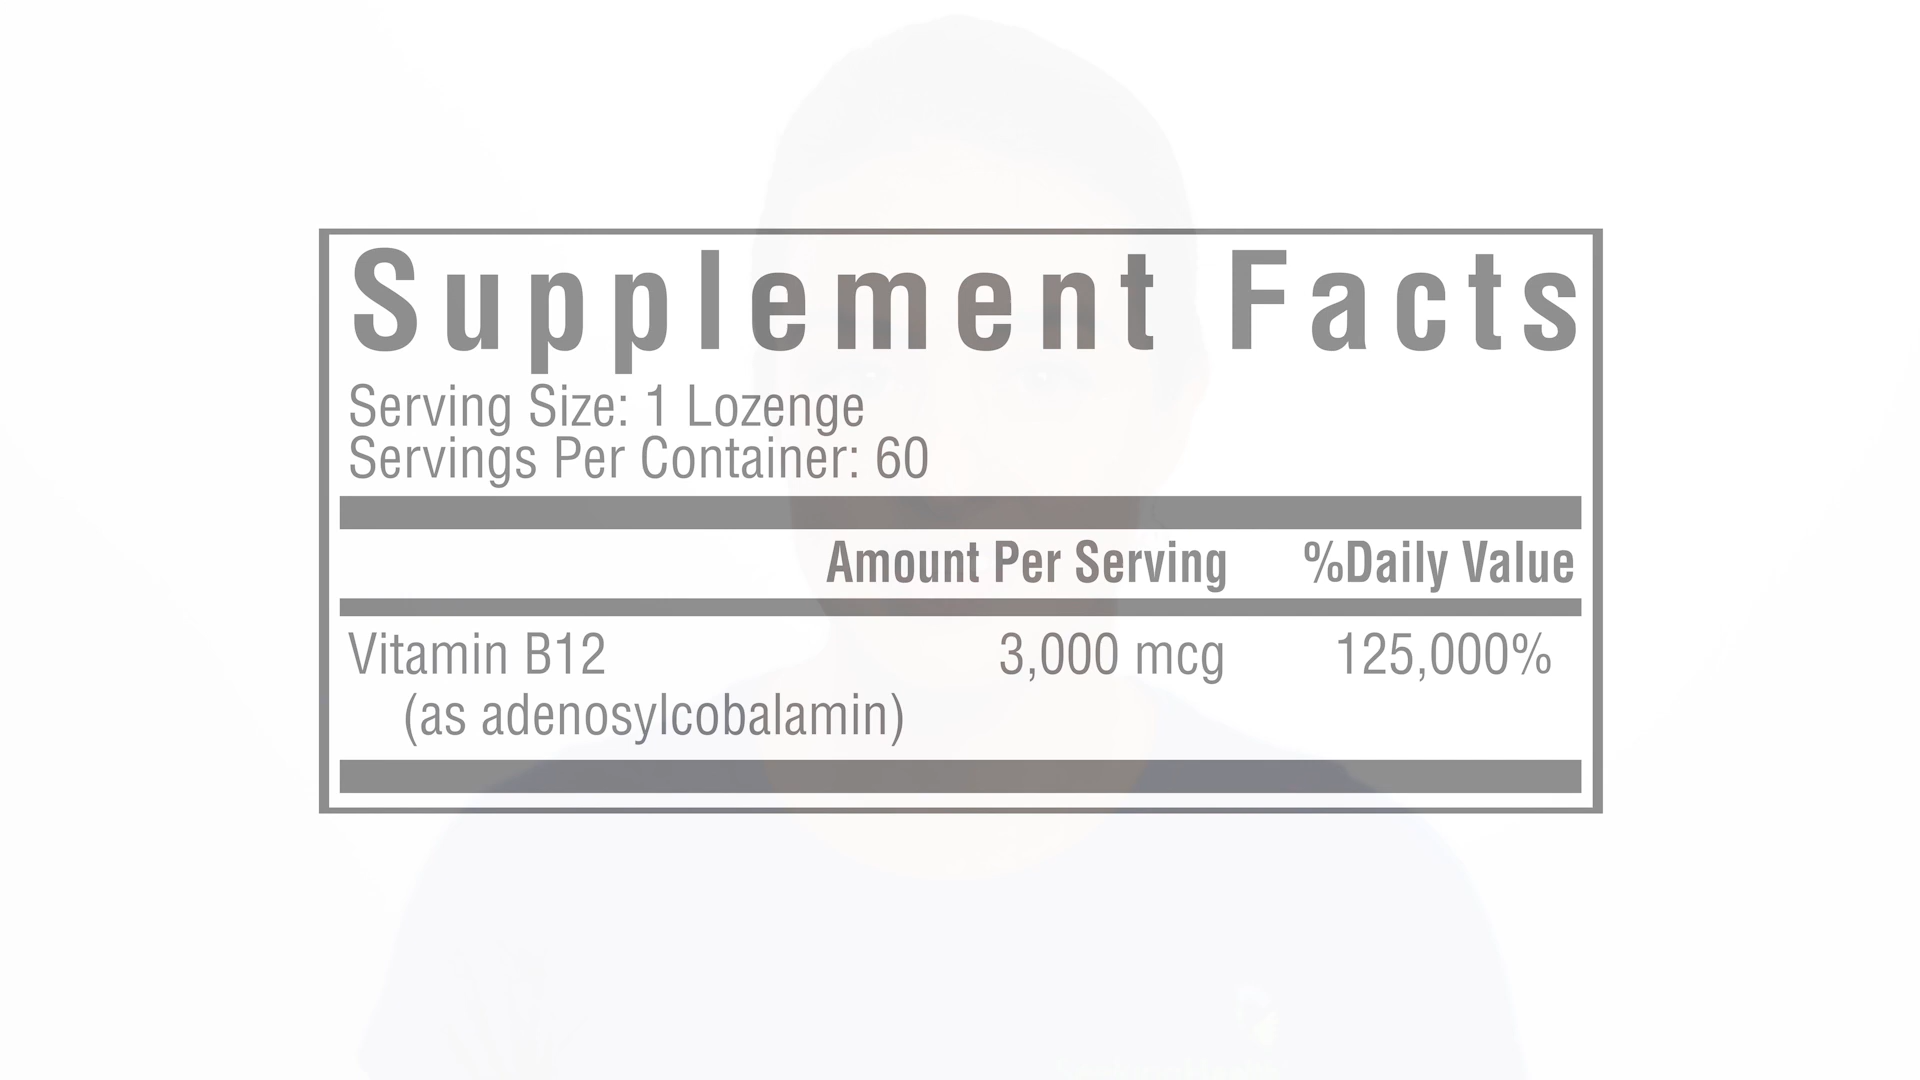 Supplement Facts
Serving Size: 1 Lozenge
Servings Per Container: 60
Amount Per Serving %Daily Value
Vitamin B12 3,000 mcg 125,000%
(as adenosylcobalamin)